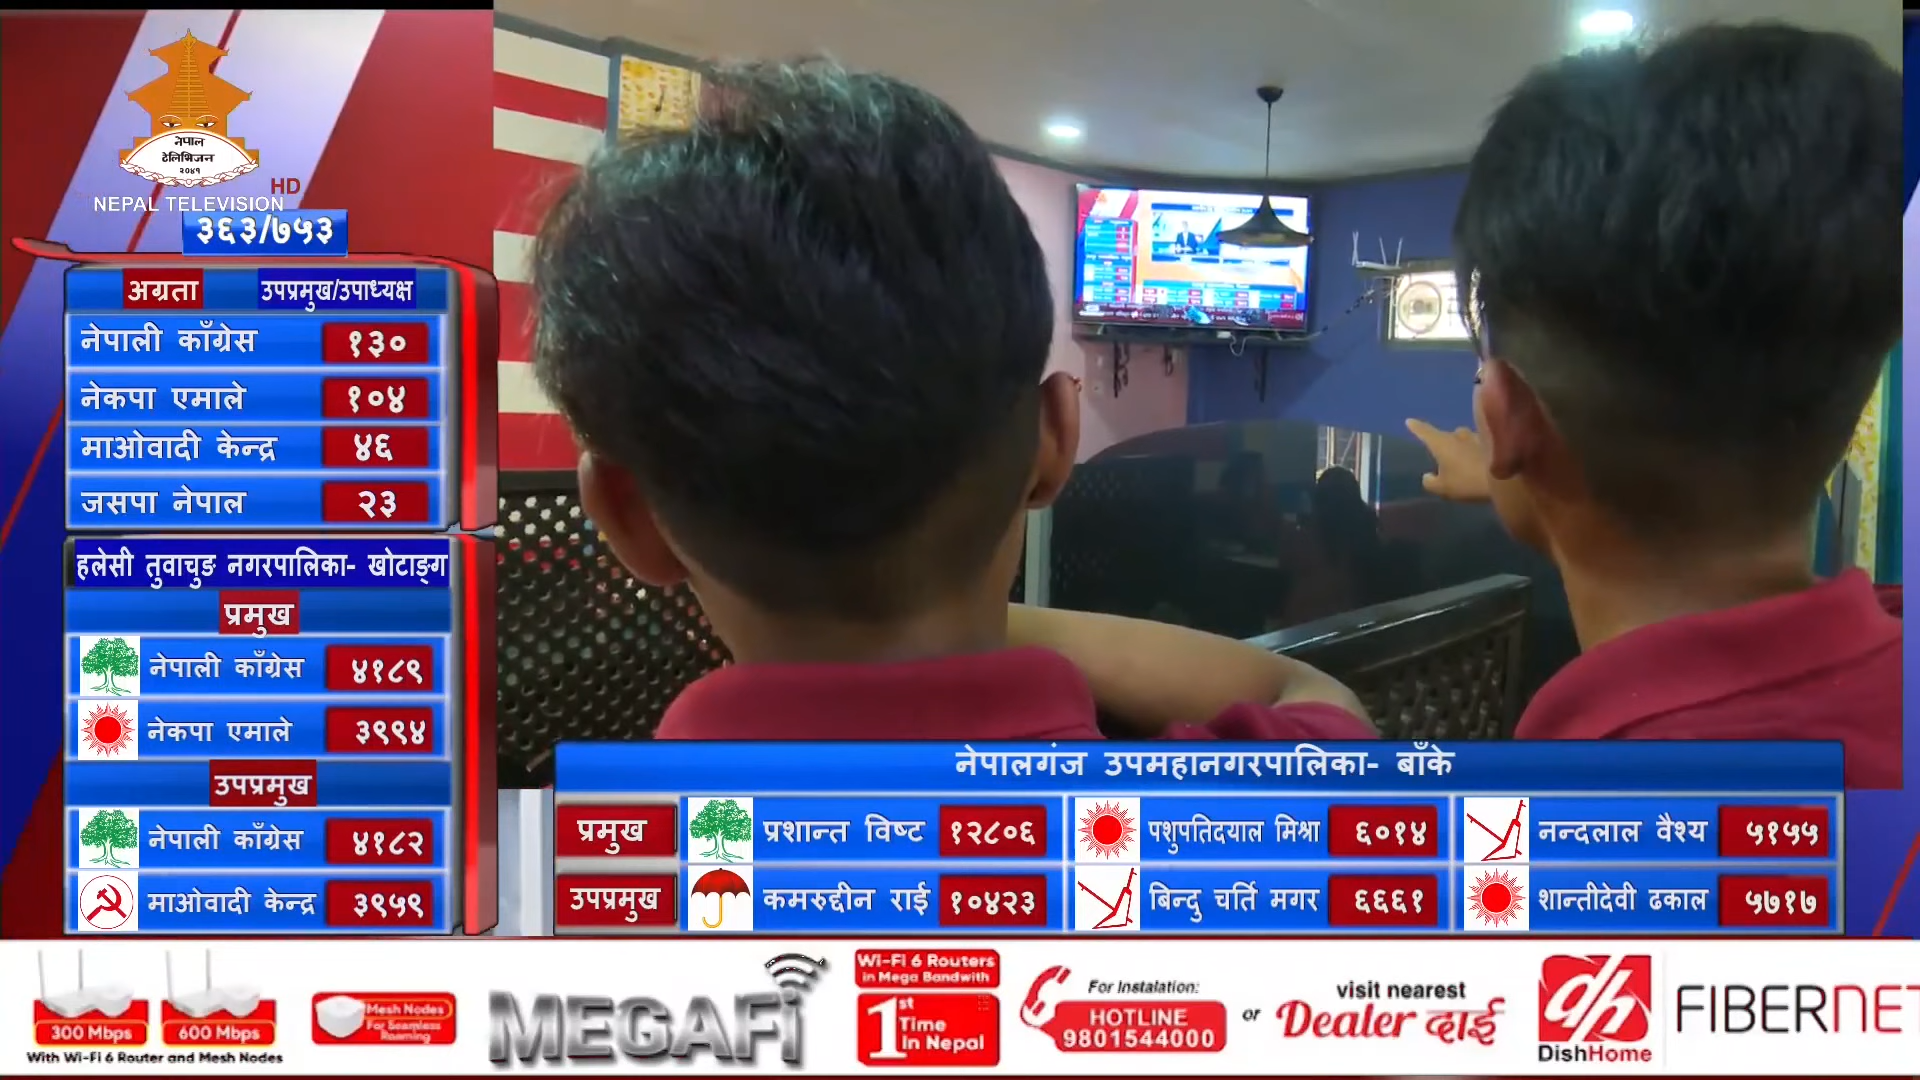 नेपाल
टेलिभिजन
२०४१
HD
NEPAL TELEVISION
३६३/७५३
अग्रता उपप्रमुख/उपाध्यक्ष
नेपाली काँग्रेस १३०
नेकपा एमाले १०४
माओवादी केन्द्र ४६
जसपा नेपाल २३
हलेसी तुवाचुङ नगरपालिका- खोटाङ्ग
प्रमुख
नेपाली काँग्रेस ४१८९
नेकपा एमाले ३९९४
उपप्रमुख
नेपाली काँग्रेस ४१८२
माओवादी केन्द्र ३९५९
नेपालगंज उपमहानगरपालिका- बाँके
प्रमुख प्रशान्त विष्ट १२८०६ पशुपतिदयाल मिश्रा ६०१४ नन्दलाल वैश्य ५१५५
उपप्रमुख कमरुद्दीन राई १०४२३ बिन्दु चर्ति मगर ६६६१ शान्तीदेवी ढकाल ५७१७
300 Mbps 600 Mbps
With Wi-Fi 6 Router and Mesh Nodes
Mesh Nodes
For Seamless
Roaming
MEGAFi
Wi-Fi 6 Routers
in Mega Bandwith
1st
Time
In Nepal
For Instalation:
HOTLINE
9801544000
or
visit nearest
Dealer दाई
dh
DishHome
FIBERNET